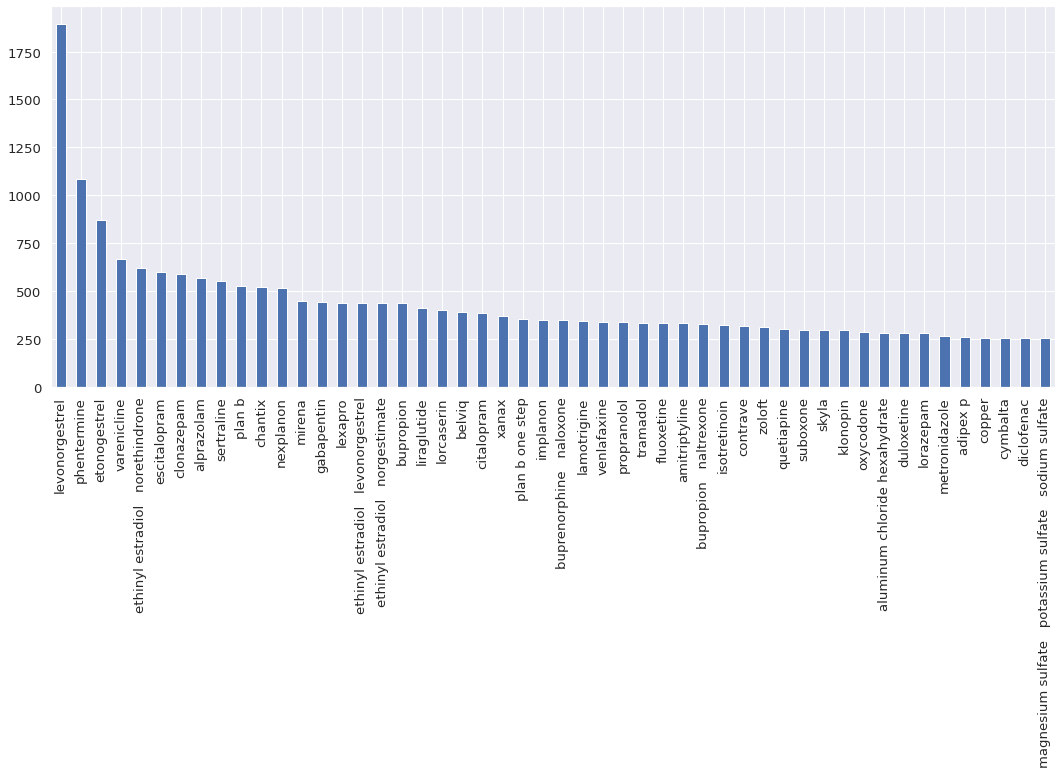 1750
1500
1250
1000
750
500
250
0
levonorgestrel
phentermine
etonogestrel
varenicline
ethinyl estradiol   norethindrone
escitalopram
clonazepam
alprazolam
sertraline
plan b
chantix
nexplanon
mirena
gabapentin
lexapro
ethinyl estradiol   levonorgestrel
ethinyl estradiol   norgestimate
bupropion
liraglutide
lorcaserin
belviq
citalopram
xanax
plan b one step
implanon
buprenorphine   naloxone
lamotrigine
venlafaxine
propranolol
tramadol
fluoxetine
amitriptyline
bupropion   naltrexone
isotretinoin
contrave
zoloft
quetiapine
suboxone
skyla
klonopin
oxycodone
aluminum chloride hexahydrate
duloxetine
lorazepam
metronidazole
adipex p
copper
cymbalta
diclofenac
magnesium sulfate   potassium sulfate   sodium sulfate